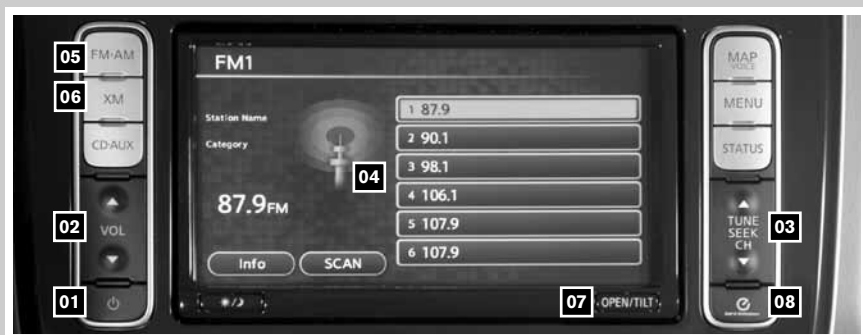 05 FM·AM
06 XM
CD·AUX
02 VOL
01
FM1
Station Name
Category
04
87.9FM
Info SCAN
1 87.9
2 90.1
3 98.1
4 106.1
5 107.9
6 107.9
07 OPEN/TILT
MAP
VOICE
MENU
STATUS
TUNE
SEEK
CH
03
08